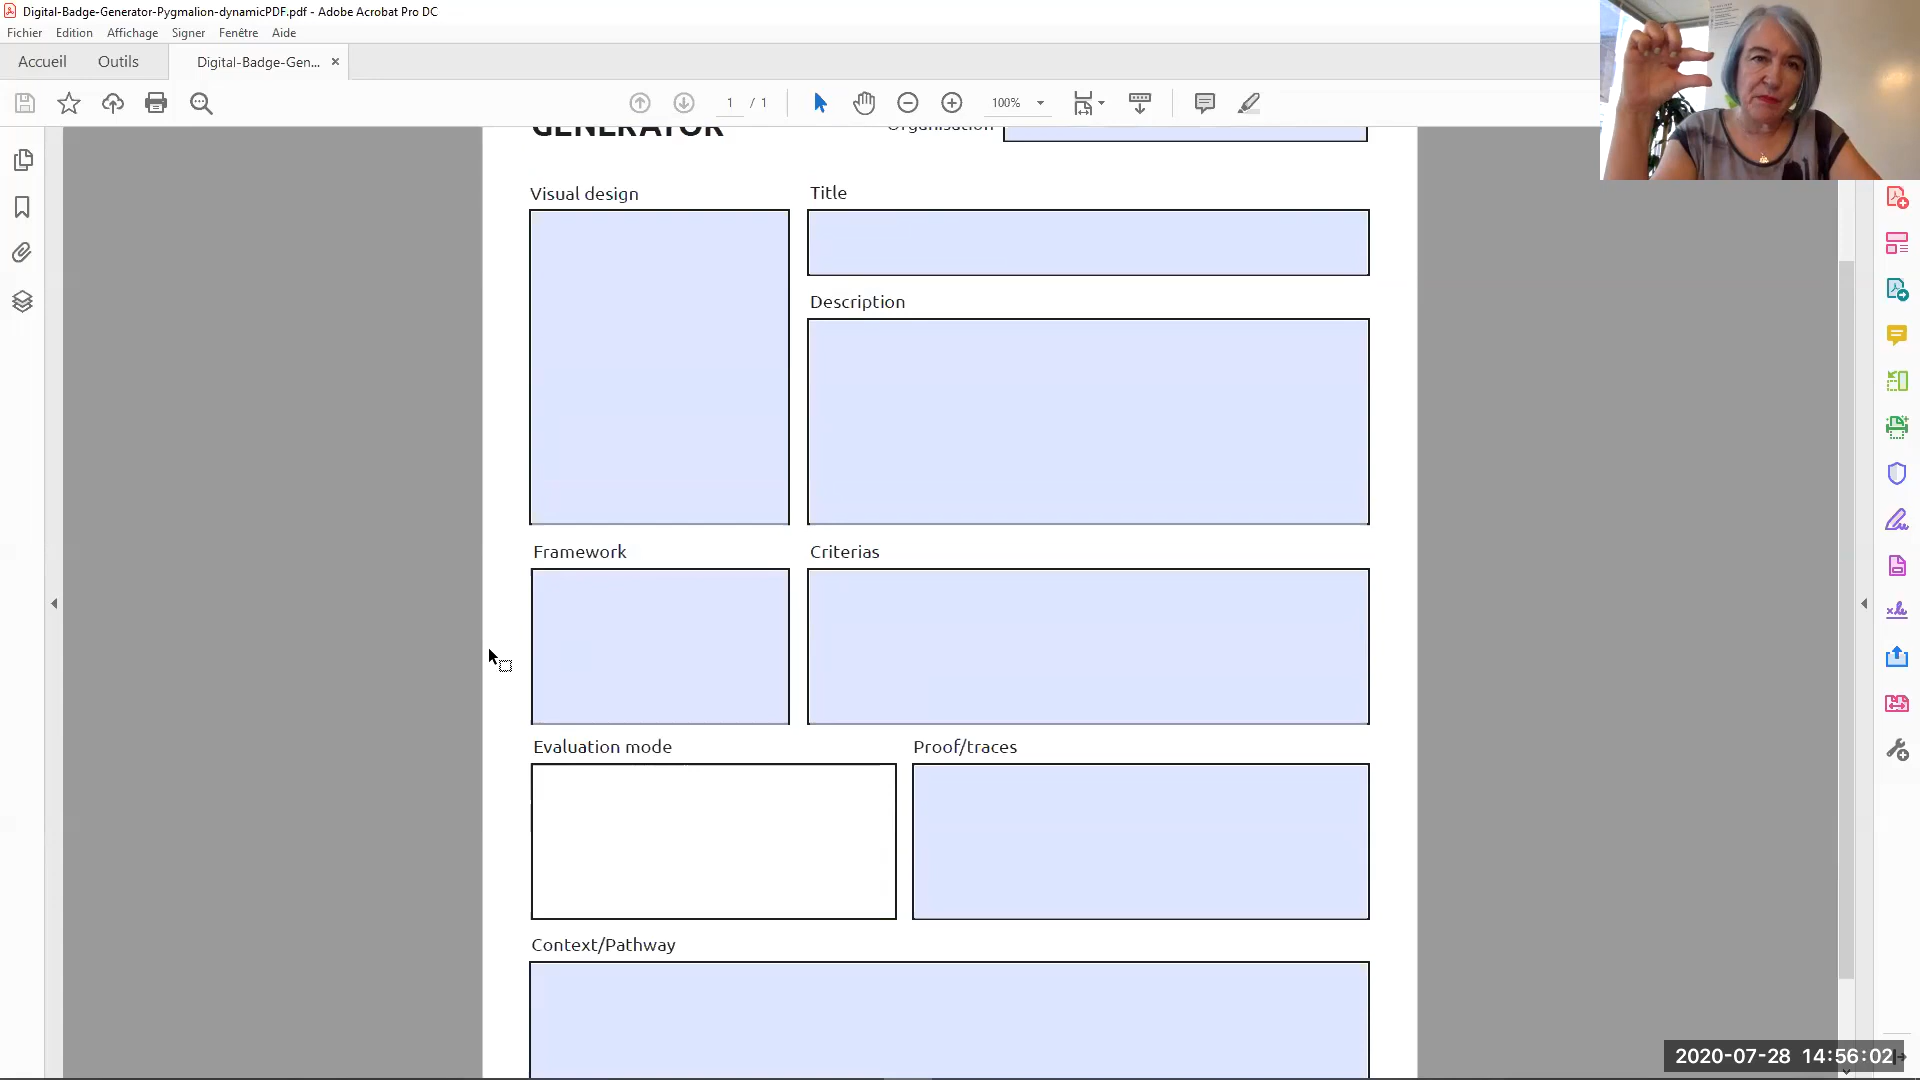 Digital-Badge-Generator-Pygmalion-dynamicPDF.pdf - Adobe Acrobat Pro DC
Fichier Edition Affichage Signer Fenêtre Aide
Accueil Outils Digital-Badge-Gen... ×
1 / 1 100%
GENERATOR Organisation
Visual design Title
Description
Framework Criterias
Evaluation mode Proof/traces
Context/Pathway
2020-07-28 14:56:02